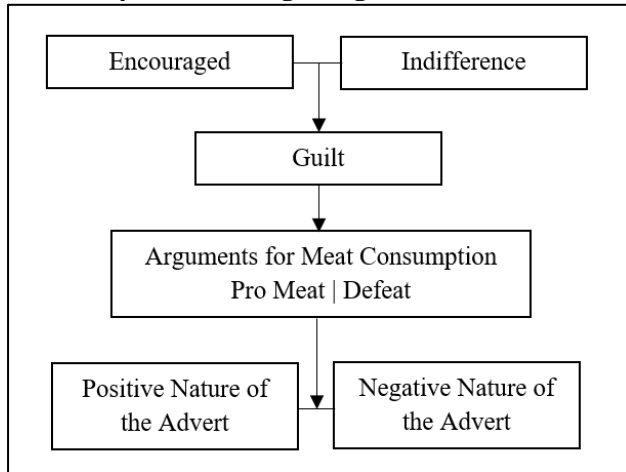 Encouraged
Indifference
Guilt
Arguments for Meat Consumption
Pro Meat | Defeat
Positive Nature of
the Advert
Negative Nature of
the Advert